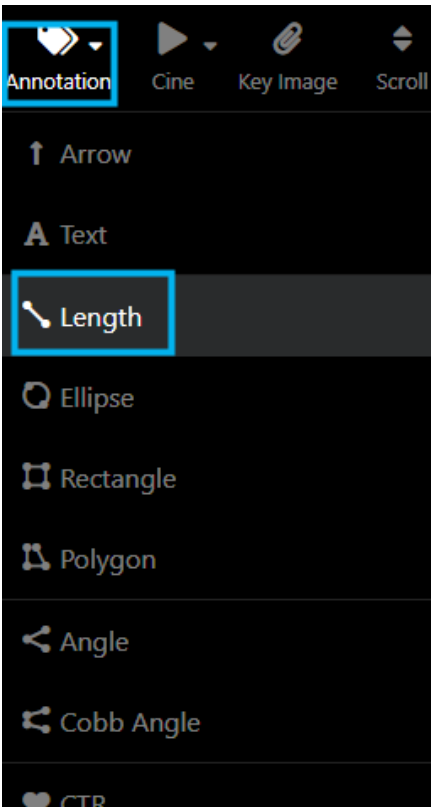 Annotation Cine Key Image Scroll
Arrow
Text
Length
Ellipse
Rectangle
Polygon
Angle
Cobb Angle
CTR